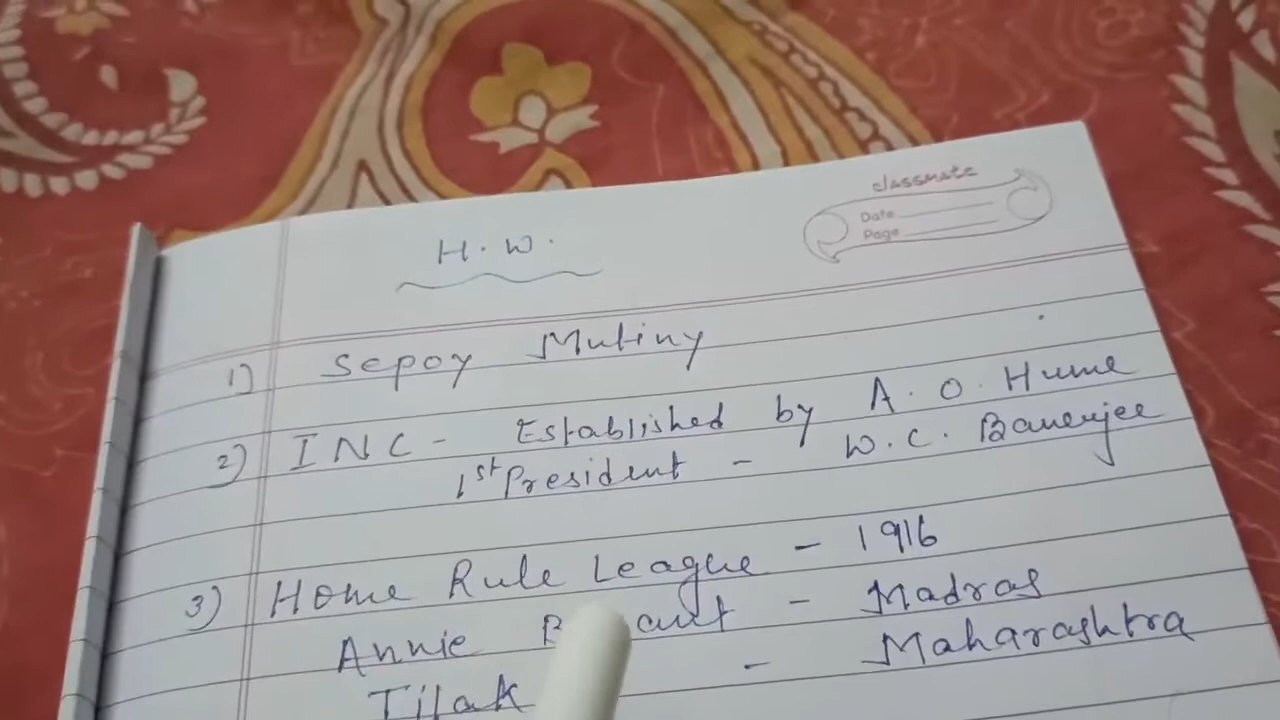 classmate
Date
Page
H.W.
1) Sepoy Mutiny
2) INC - Established by A.O. Hume
1st President - W.C. Banerjee
3) Home Rule League - 1916
Annie - Madras
Tilak - Maharashtra